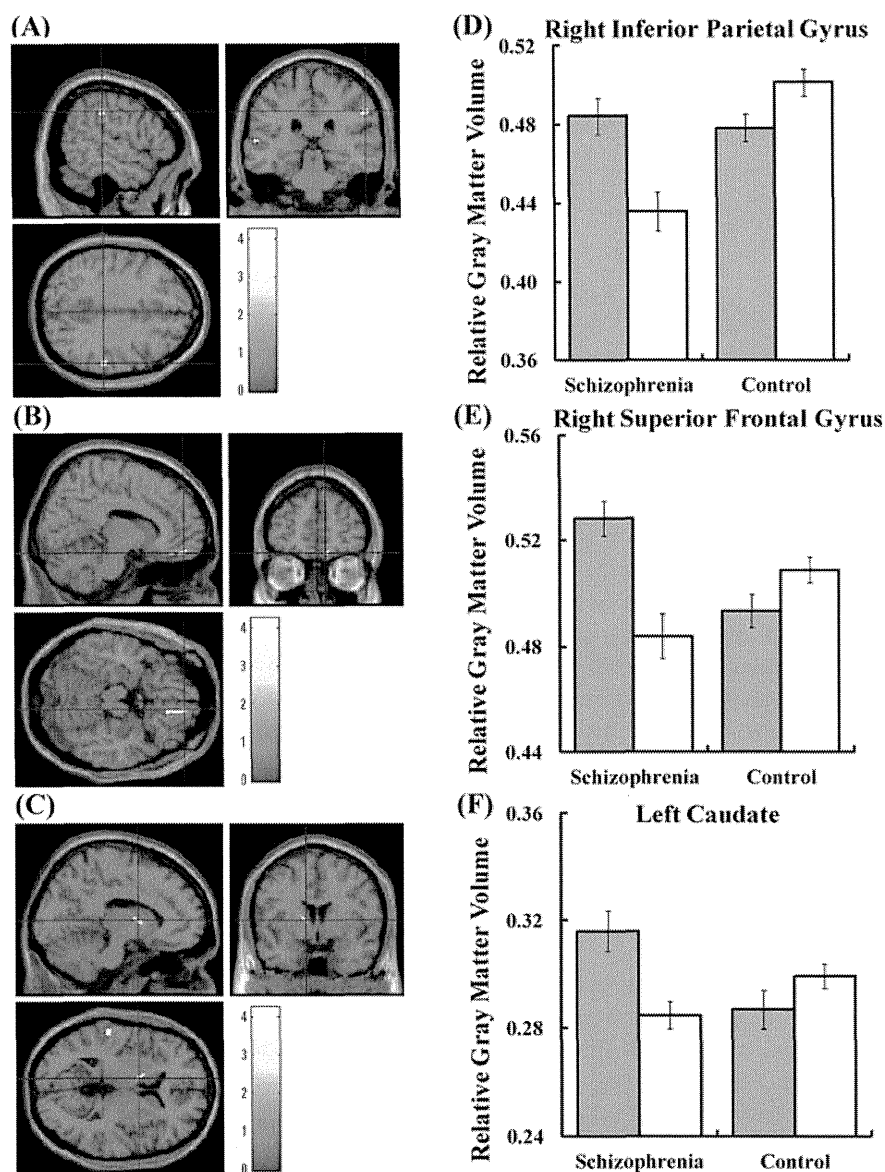 (A)
4
3
2
1
0
(B)
4
3
2
1
0
(C)
4
3
2
1
0
(D) Right Inferior Parietal Gyrus
Relative Gray Matter Volume
0.52
0.48
0.44
0.40
0.36
Schizophrenia Control
(E) Right Superior Frontal Gyrus
Relative Gray Matter Volume
0.56
0.52
0.48
0.44
Schizophrenia Control
(F) Left Caudate
Relative Gray Matter Volume
0.36
0.32
0.28
0.24
Schizophrenia Control